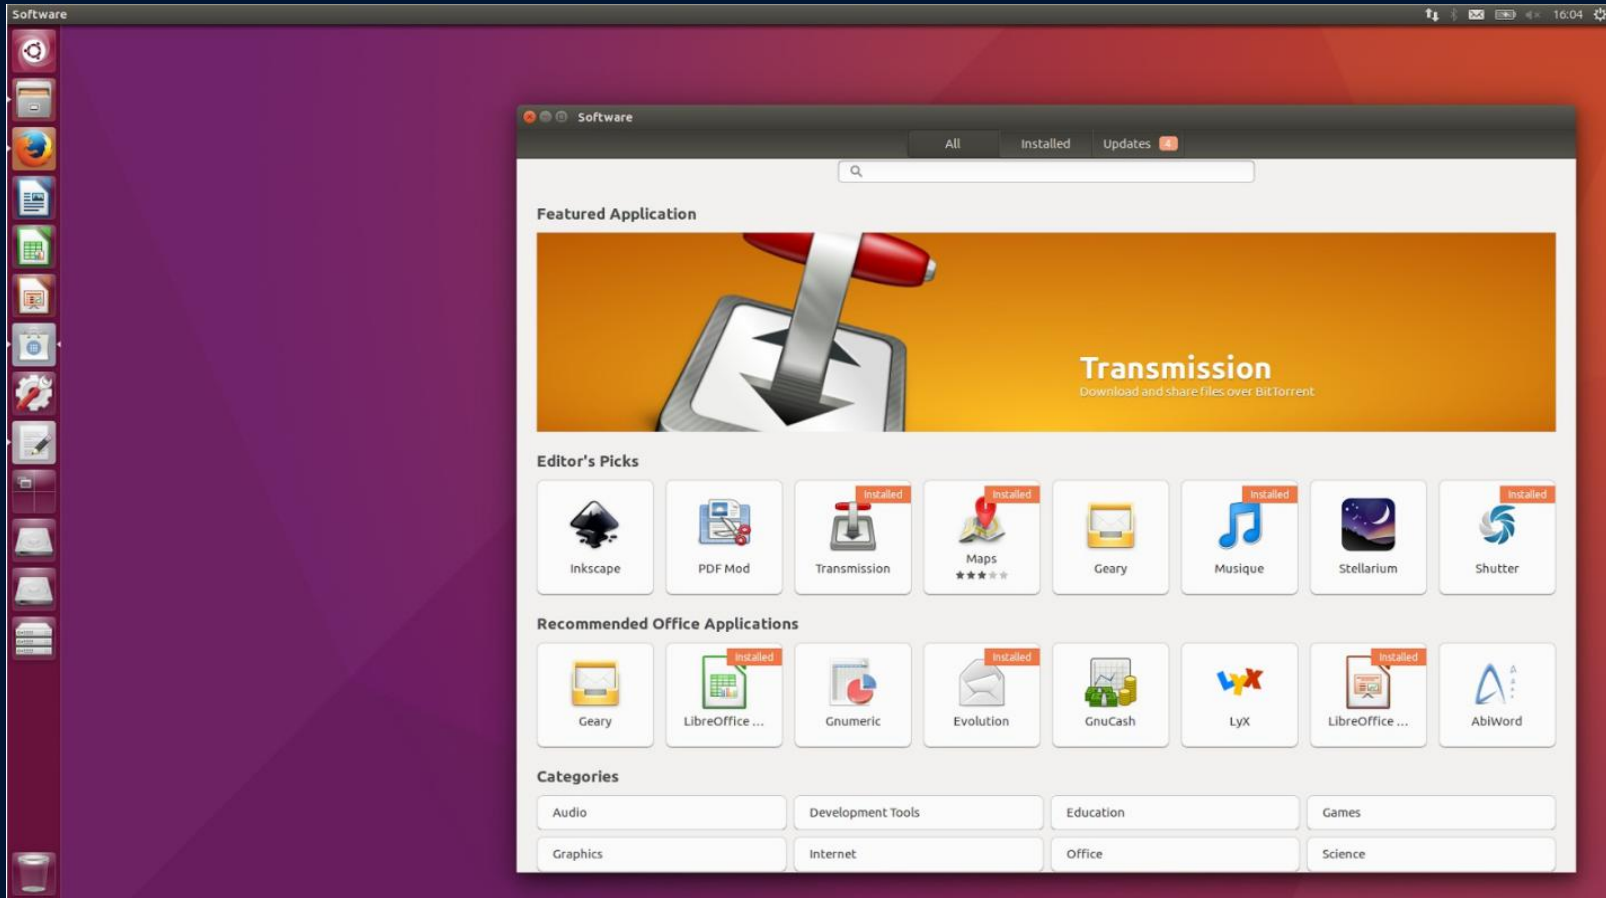 Software
16:04
Software
All Installed Updates 4
Featured Application
Transmission
Download and share files over BitTorrent
Editor's Picks
Installed Installed Installed Installed
Inkscape PDF Mod Transmission Maps Geary Musique Stellarium Shutter
Recommended Office Applications
Installed Installed Installed
Geary LibreOffice ... Gnumeric Evolution GnuCash LyX LibreOffice ... AbiWord
Categories
Audio Development Tools Education Games
Graphics Internet Office Science